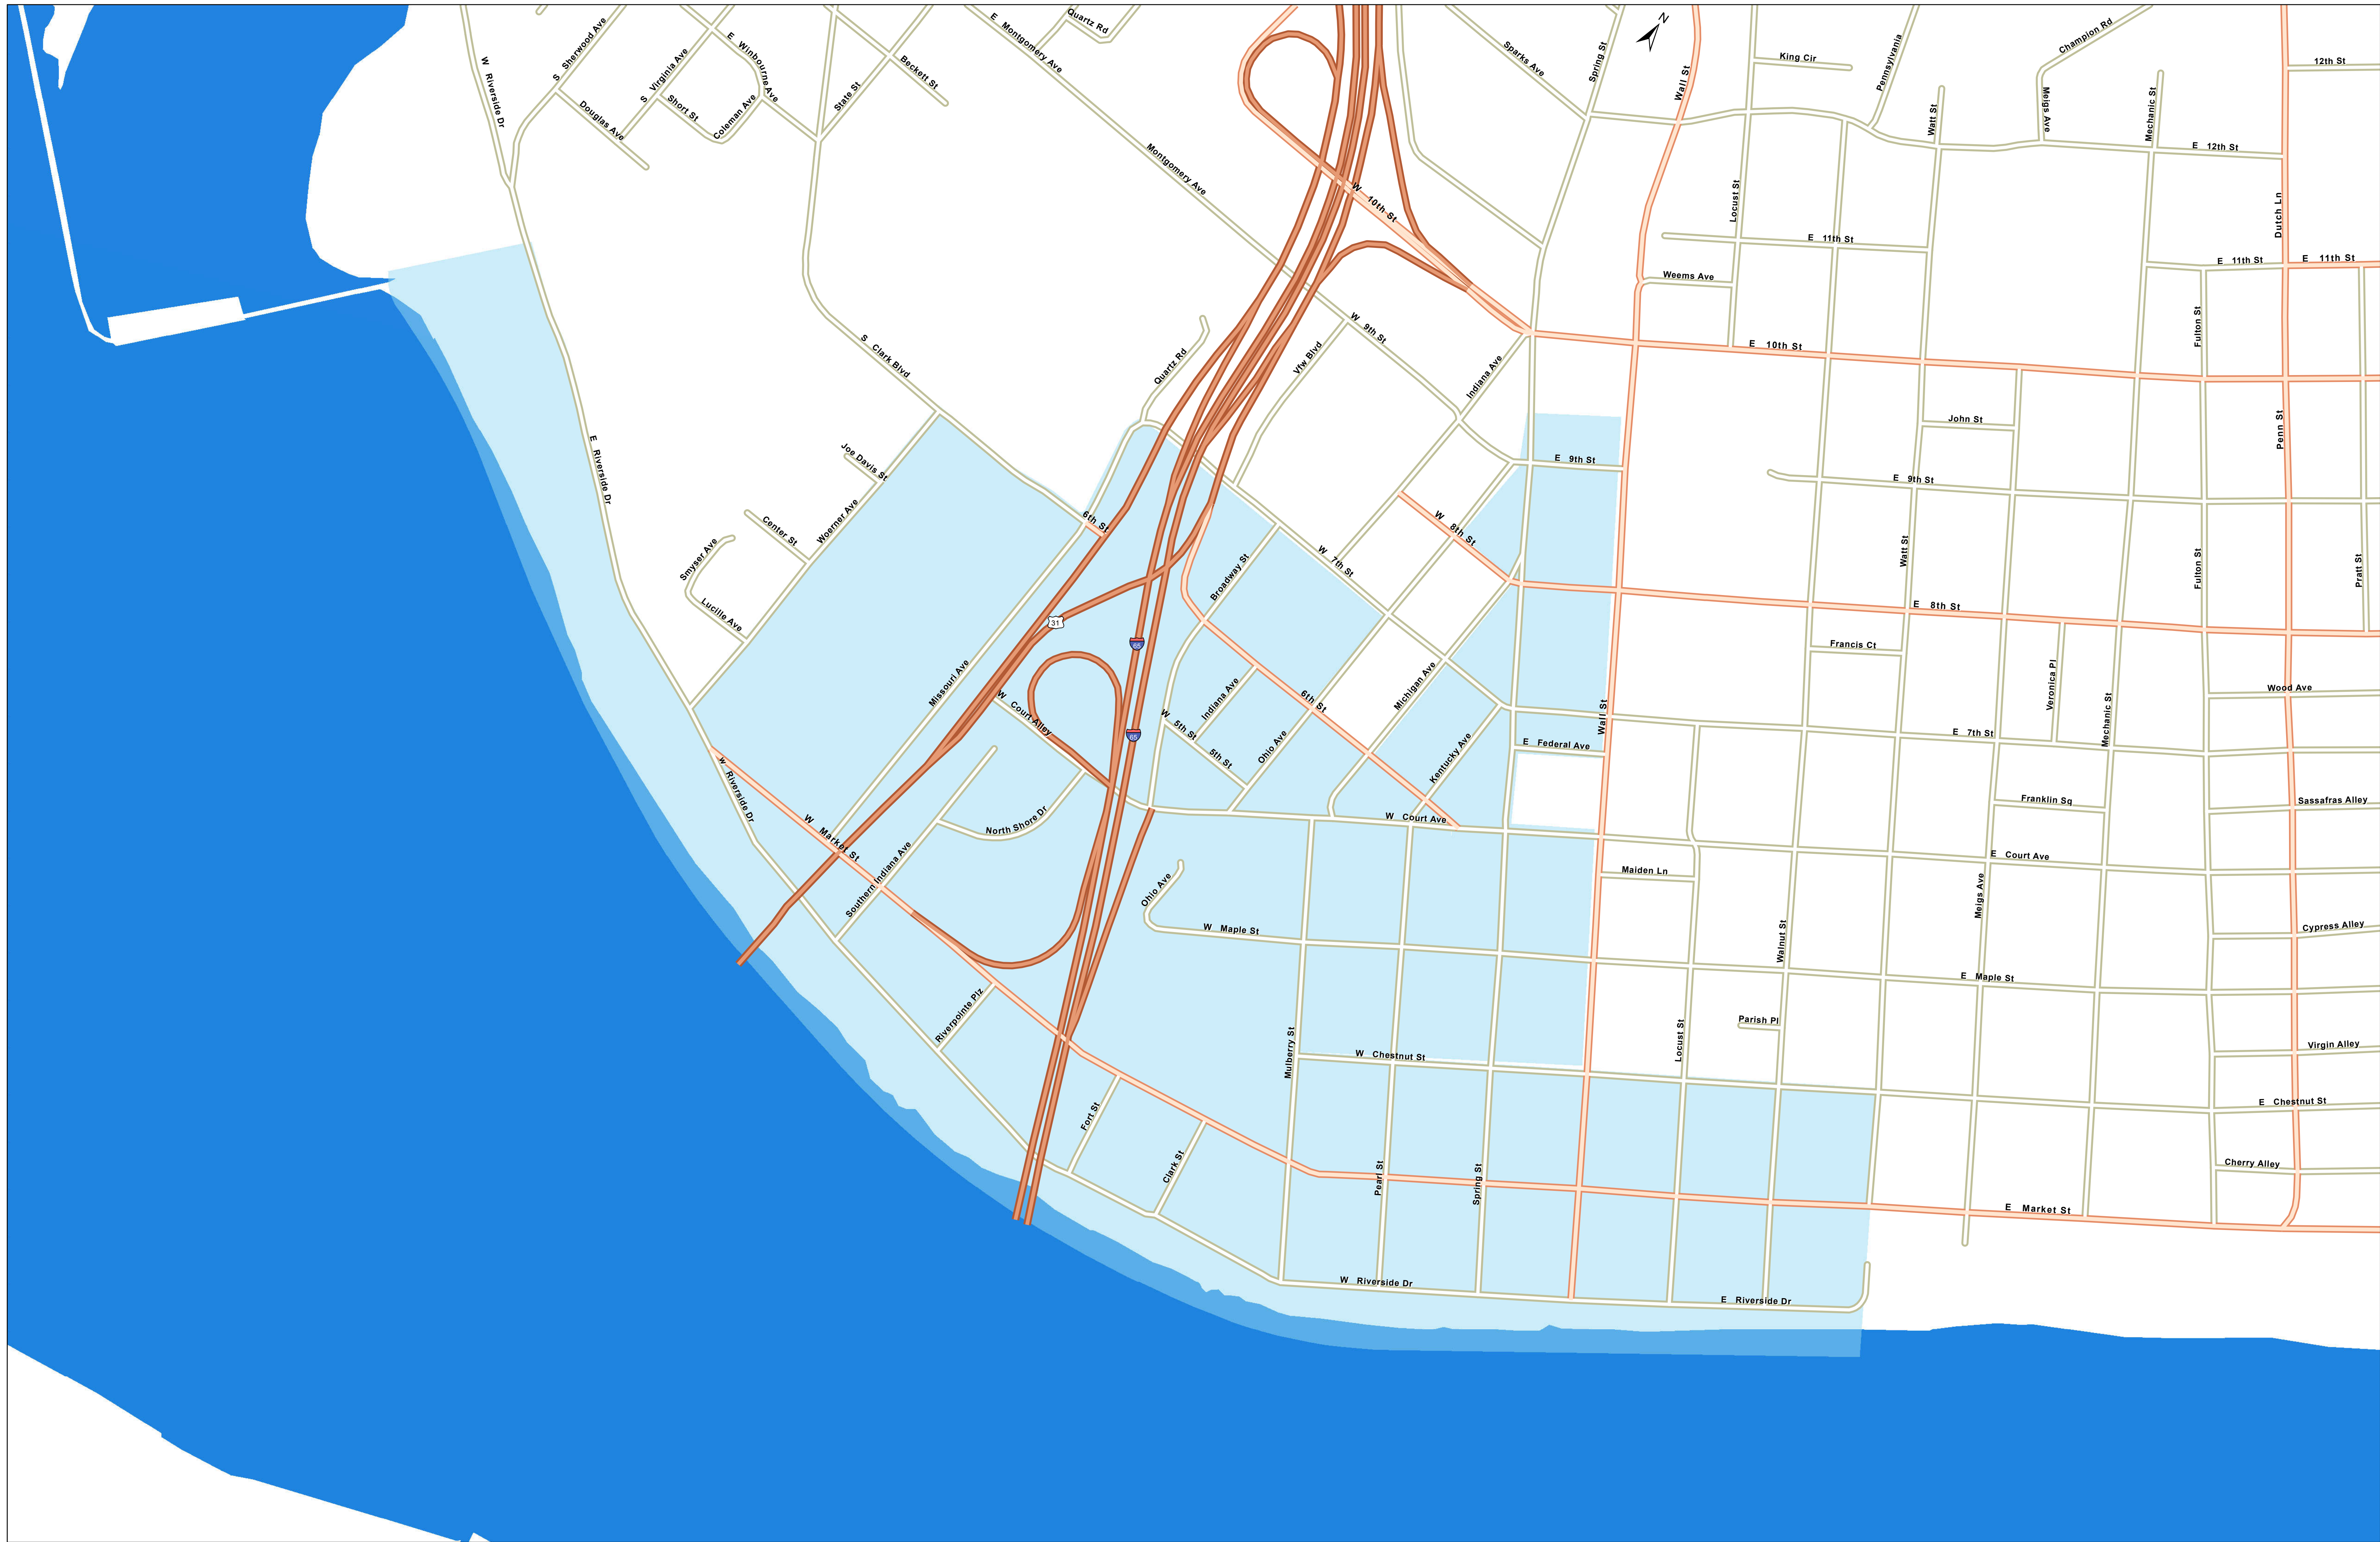 Quartz Rd
E Montgomery Ave
S Sherwood Ave
E Winbourne Ave
W Riverside Dr
S Virginia Ave
Beckett St
State St
Short St
Coleman Ave
Douglas Ave
Sparks Ave
Spring St
N
Wall St
King Cir
Pennsylvania
Champion Rd
12th St
Meigs Ave
Mechanic St
Watt St
E 12th St
Montgomery Ave
W 10th St
Locust St
Dutch Ln
E 11th St
E 11th St
E 11th St
Weems Ave
S Clark Blvd
Quartz Rd
W 9th St
Vfw Blvd
Indiana Ave
E 10th St
Fulton St
John St
Penn St
E Riverside Dr
Joe Davis St
E 9th St
E 9th St
Woerner Ave
Center St
6th St
W 8th St
Smyser Ave
Lucille Ave
Broadway St
W 7th St
Watt St
Fulton St
Pratt St
E 8th St
31
65
Francis Ct
Missouri Ave
W Court Alley
Indiana Ave
W 5th St
5th St
6th St
Michigan Ave
Ohio Ave
Veronica Pl
Wood Ave
Wall St
Mechanic St
65
Kentucky Ave
E Federal Ave
E 7th St
W Riverside Dr
W Market St
North Shore Dr
W Court Ave
Franklin Sq
Sassafras Alley
Southern Indiana Ave
Ohio Ave
Maiden Ln
E Court Ave
Meigs Ave
W Maple St
Walnut St
Cypress Alley
E Maple St
Riverpointe Plz
Parish Pl
Locust St
Mulberry St
W Chestnut St
Virgin Alley
E Chestnut St
Fort St
Clark St
Pearl St
Spring St
Cherry Alley
E Market St
W Riverside Dr
E Riverside Dr